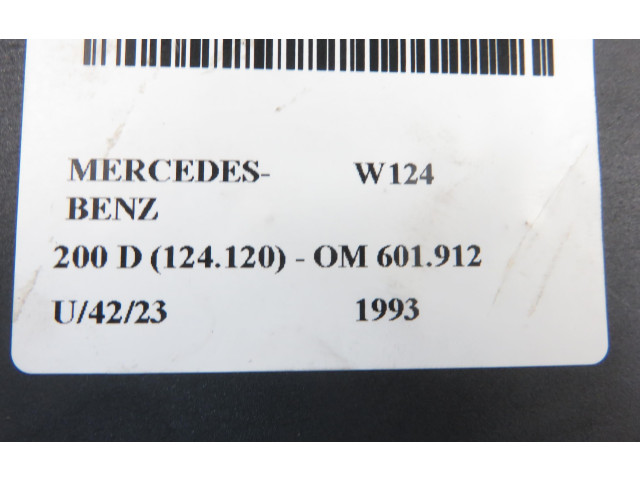 MERCEDES- W124
BENZ
200 D (124.120) - OM 601.912
U/42/23 1993